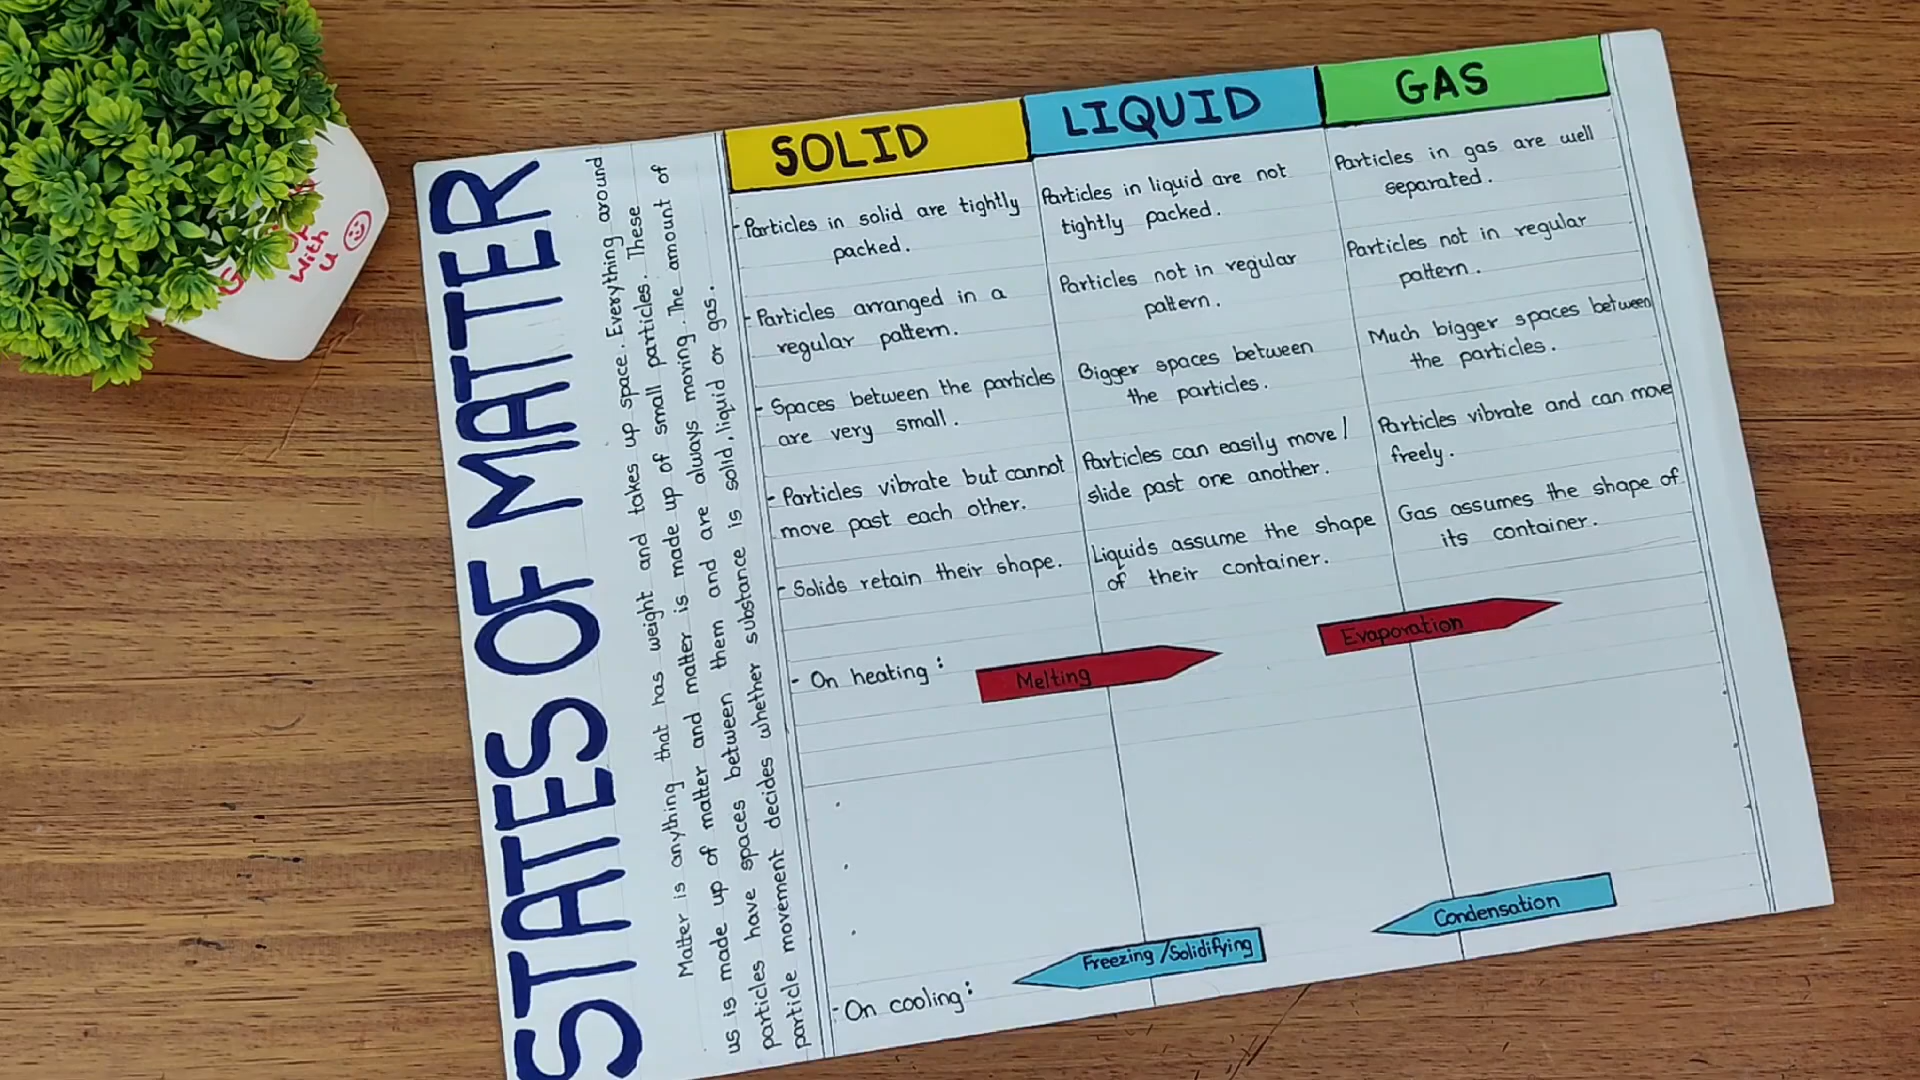 STATES OF MATTER
Matter is anything that has weight and takes up space. Everything around
us is made up of matter and matter is made up of small particles. These
particles have spaces between them and are always moving. The amount of
particle movement decides whether substance is solid, liquid or gas.
SOLID
- Particles in solid are tightly
packed.
- Particles arranged in a
regular pattern.
- Spaces between the particles
are very small.
- Particles vibrate but cannot
move past each other.
- Solids retain their shape.
LIQUID
Particles in liquid are not
tightly packed.
Particles not in regular
pattern.
Bigger spaces between
the particles.
Particles can easily move /
slide past one another.
Liquids assume the shape
of their container.
GAS
Particles in gas are well
separated.
Particles not in regular
pattern.
Much bigger spaces between
the particles.
Particles vibrate and can move
freely.
Gas assumes the shape of
its container.
- On heating:
Melting
Evaporation
- On cooling:
Freezing /Solidifying
Condensation
With
u